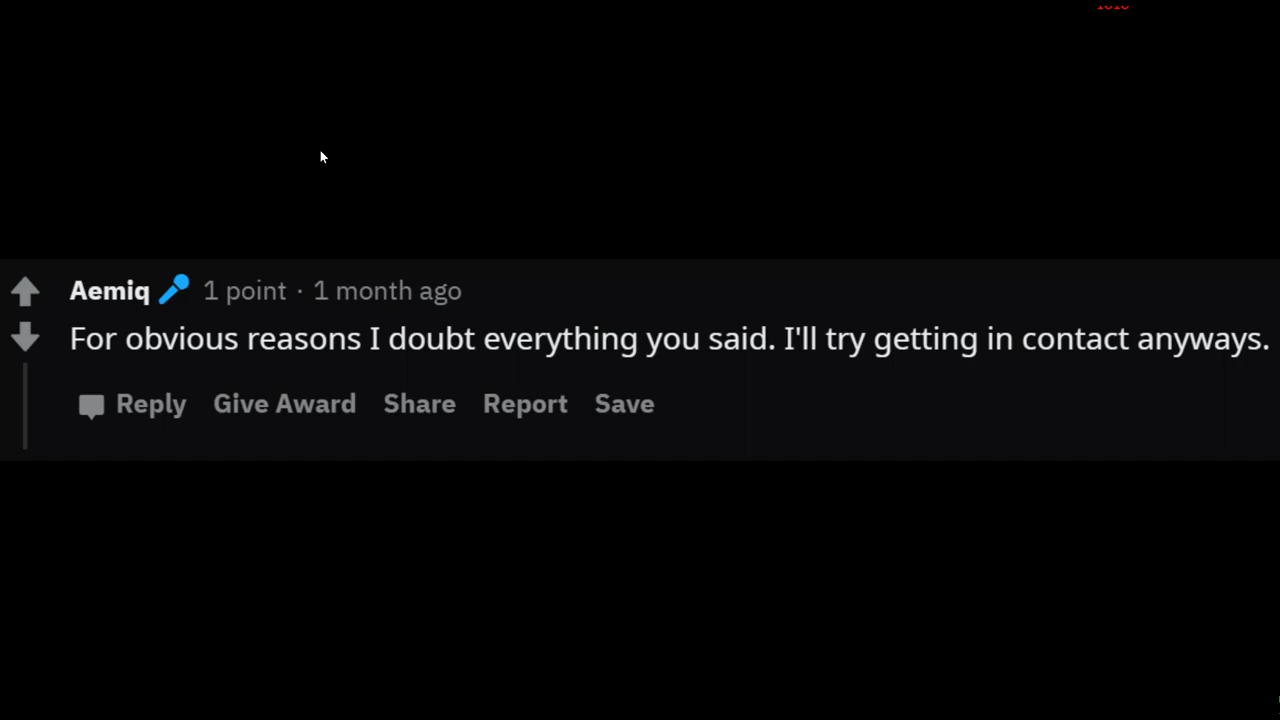 Aemiq 1 point · 1 month ago
For obvious reasons I doubt everything you said. I'll try getting in contact anyways.
Reply Give Award Share Report Save